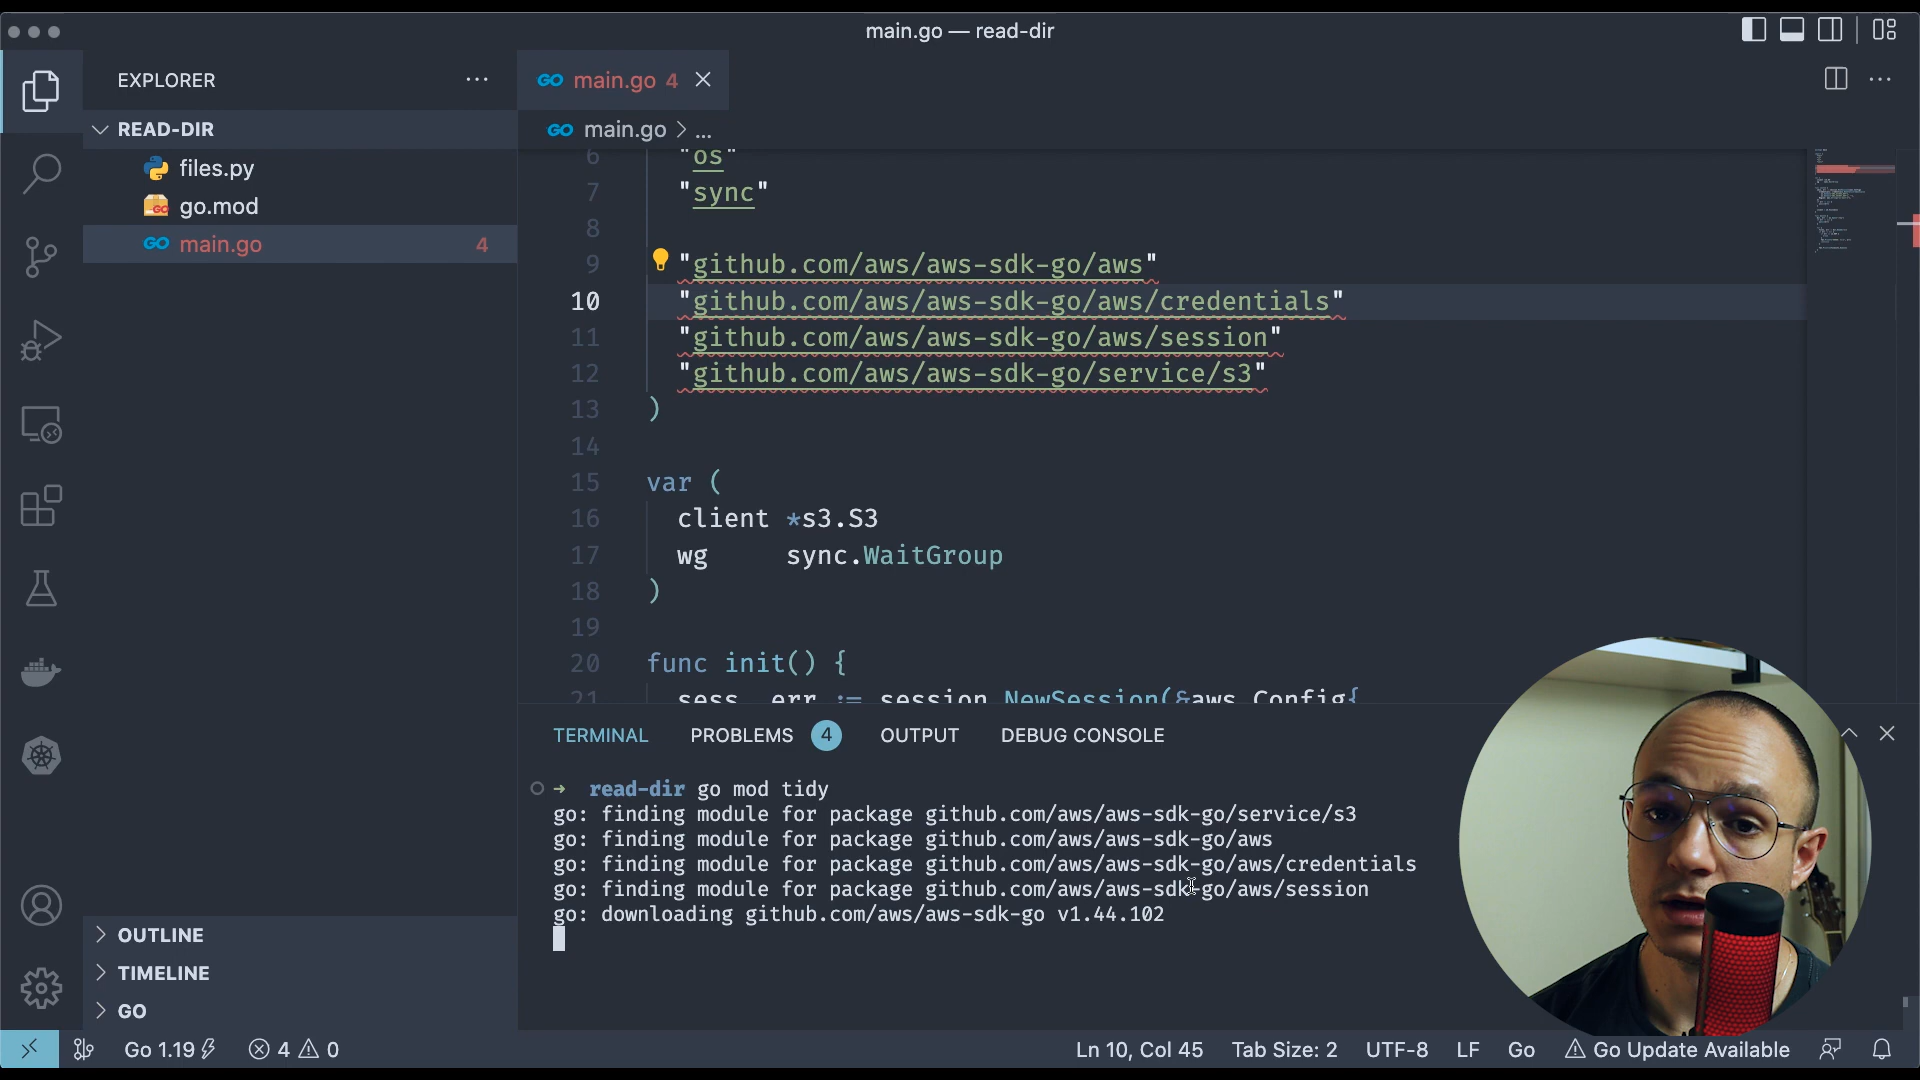 main.go — read-dir
EXPLORER
READ-DIR
files.py
go.mod
main.go 4
GO main.go 4
GO main.go > ...
6 "os"
7 "sync"
8
9 "github.com/aws/aws-sdk-go/aws"
10 "github.com/aws/aws-sdk-go/aws/credentials"
11 "github.com/aws/aws-sdk-go/aws/session"
12 "github.com/aws/aws-sdk-go/service/s3"
13 )
14
15 var (
16 client *s3.S3
17 wg sync.WaitGroup
18 )
19
20 func init() {
21 sess, err := session.NewSession(&aws.Config{
TERMINAL PROBLEMS 4 OUTPUT DEBUG CONSOLE
→ read-dir go mod tidy
go: finding module for package github.com/aws/aws-sdk-go/service/s3
go: finding module for package github.com/aws/aws-sdk-go/aws
go: finding module for package github.com/aws/aws-sdk-go/aws/credentials
go: finding module for package github.com/aws/aws-sdk-go/aws/session
go: downloading github.com/aws/aws-sdk-go v1.44.102
OUTLINE
TIMELINE
GO
Go 1.19 4 0 Ln 10, Col 45 Tab Size: 2 UTF-8 LF Go Go Update Available